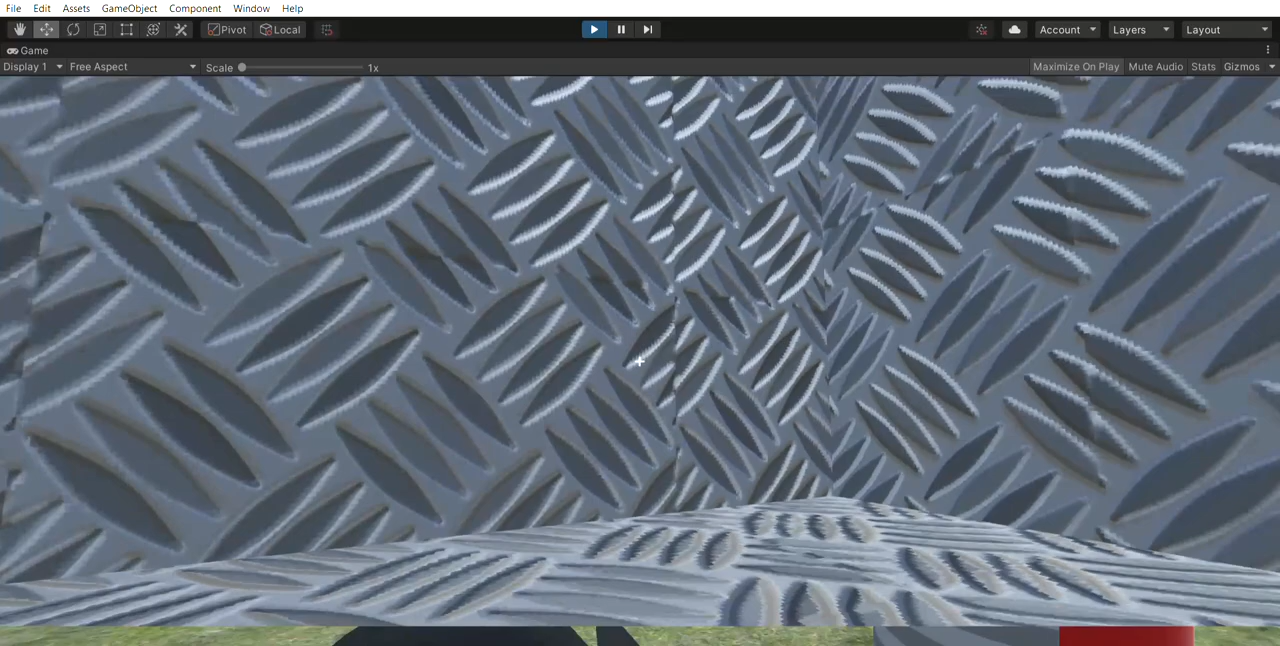 File Edit Assets GameObject Component Window Help
Pivot Local Account Layers Layout
Game
Display 1 Free Aspect Scale 1x Maximize On Play Mute Audio Stats Gizmos